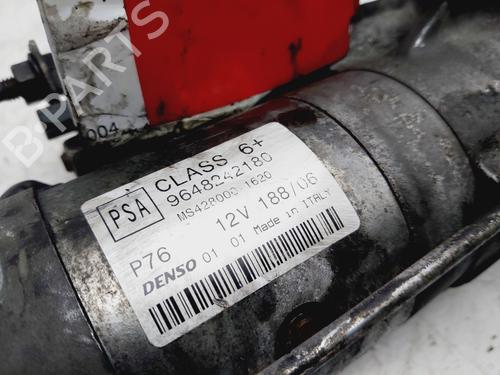 B-PARTS
004
PSA
CLASS 6+
9648242180
MS428000-1620
P76
12V 188/06
DENSO 01 01 Made in ITALY